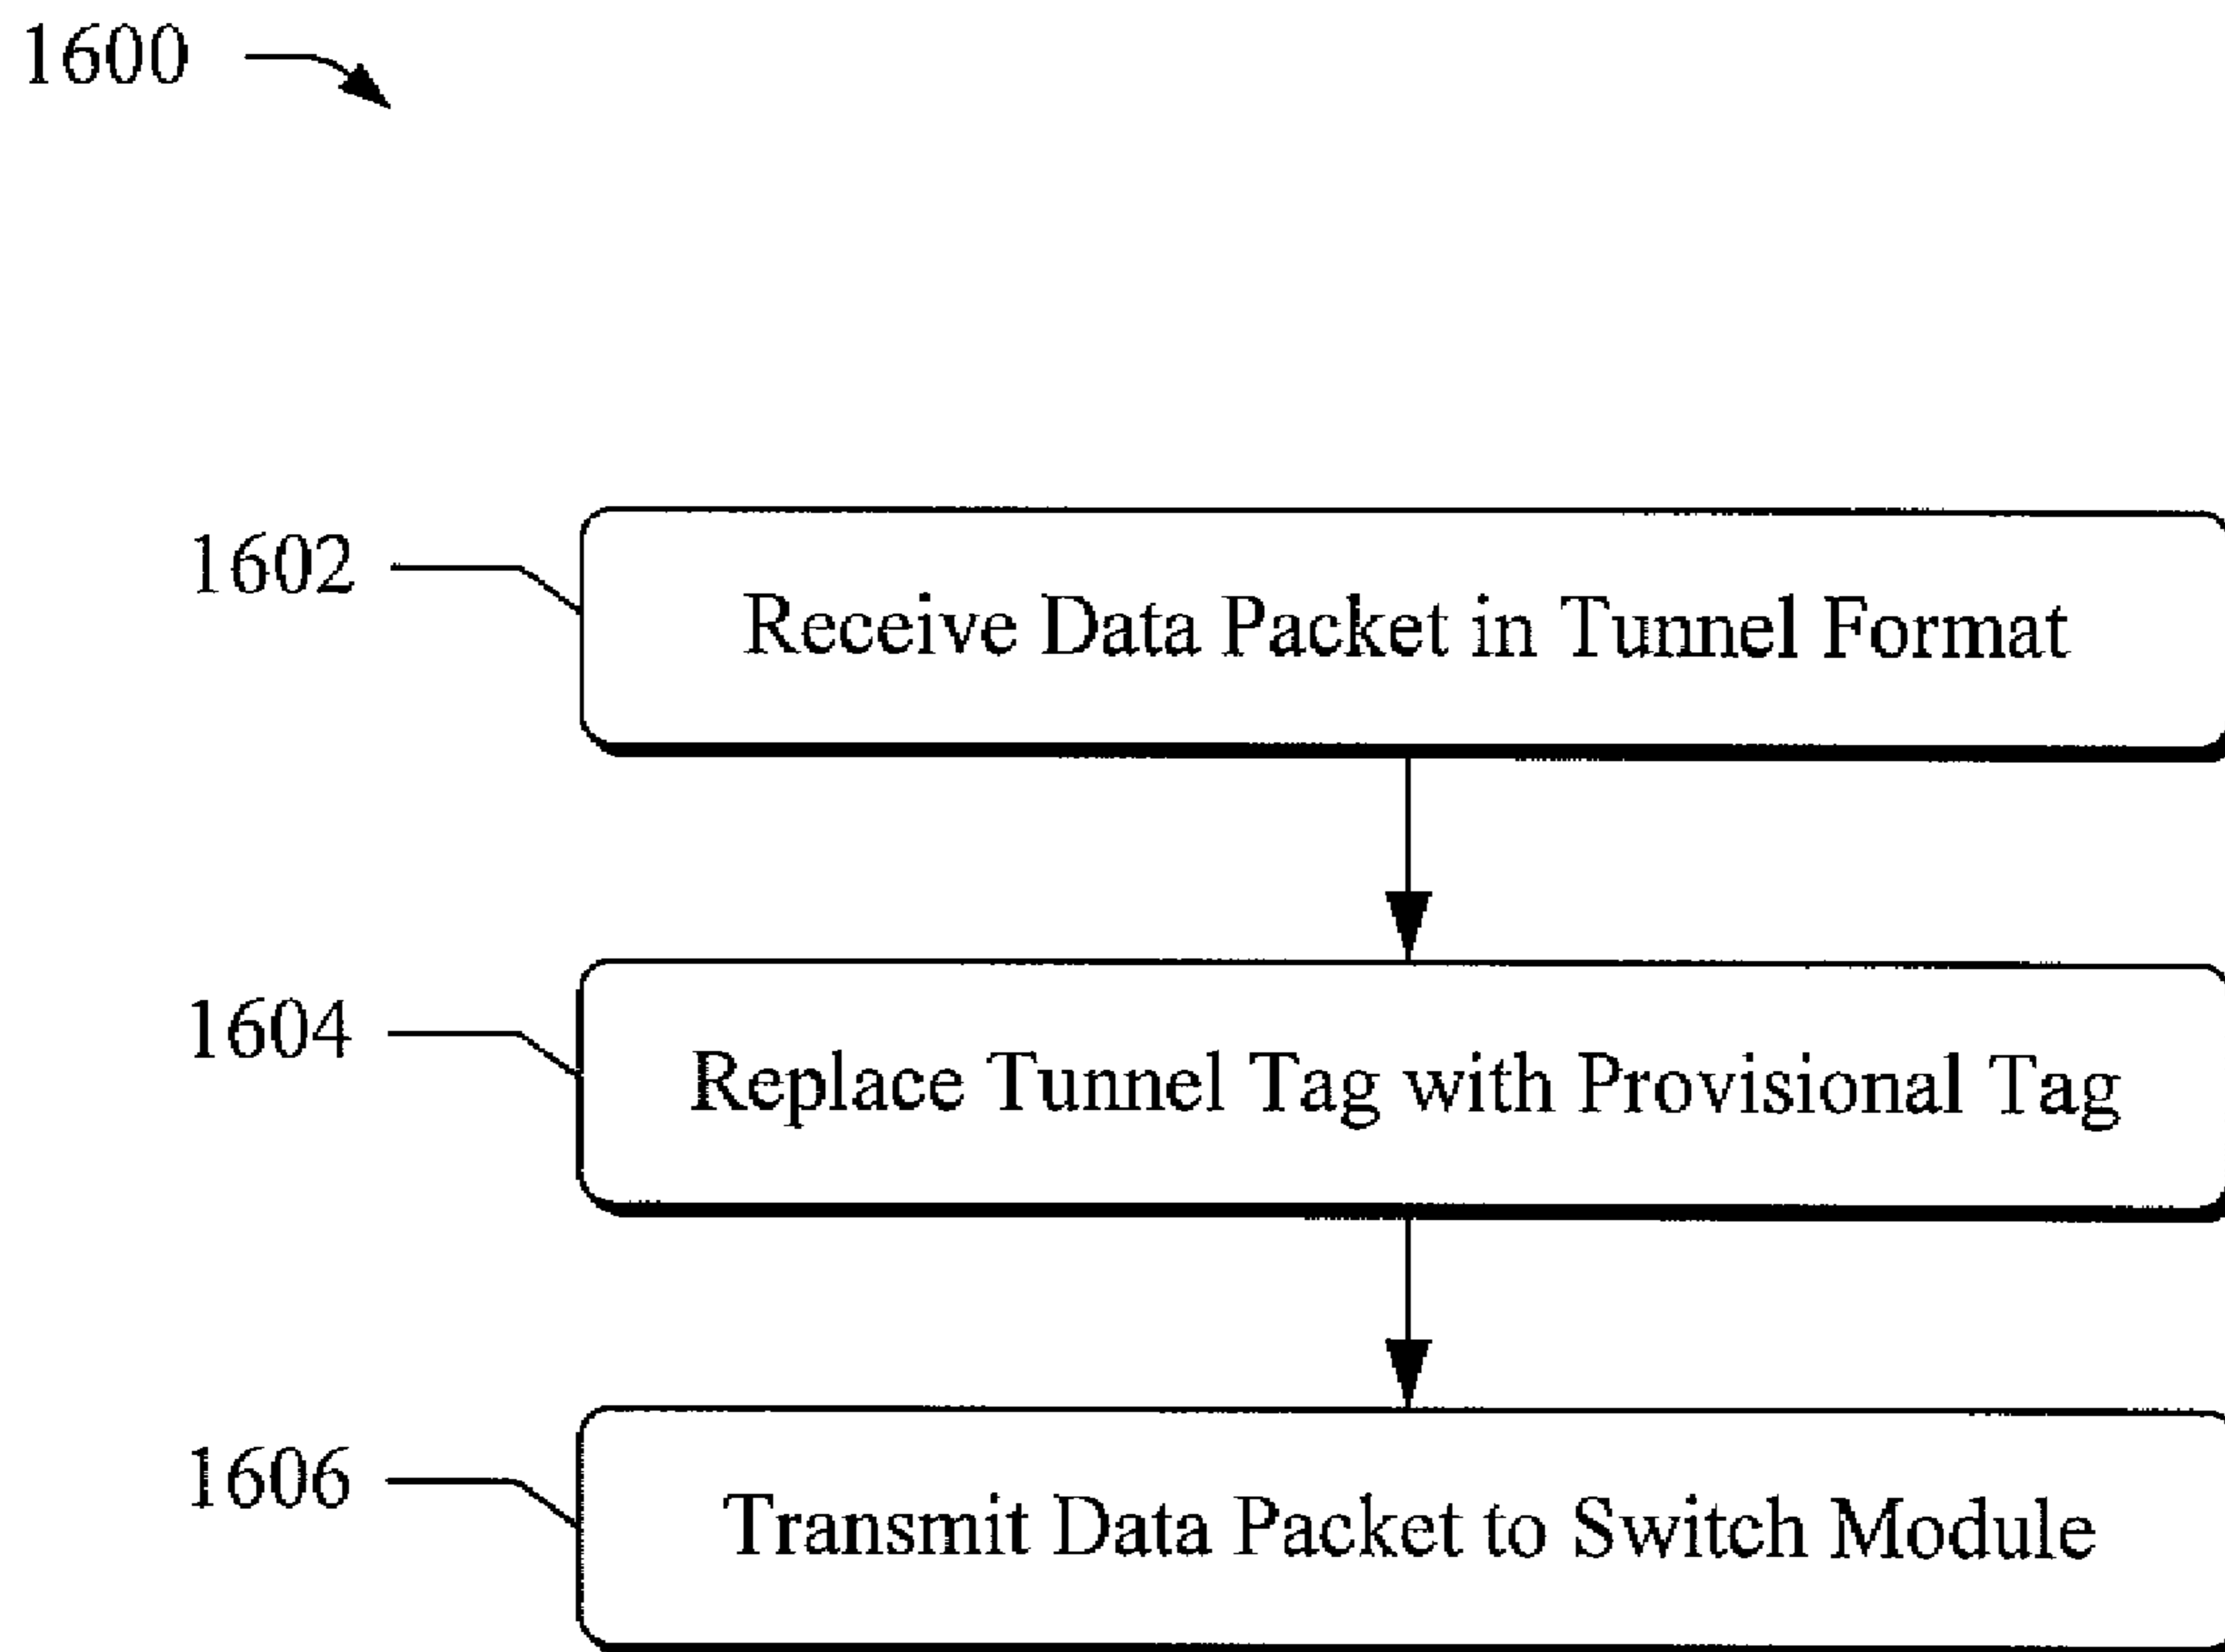 1600
1602
Receive Data Packet in Tunnel Format
1604
Replace Tunnel Tag with Provisional Tag
1606
Transmit Data Packet to Switch Module